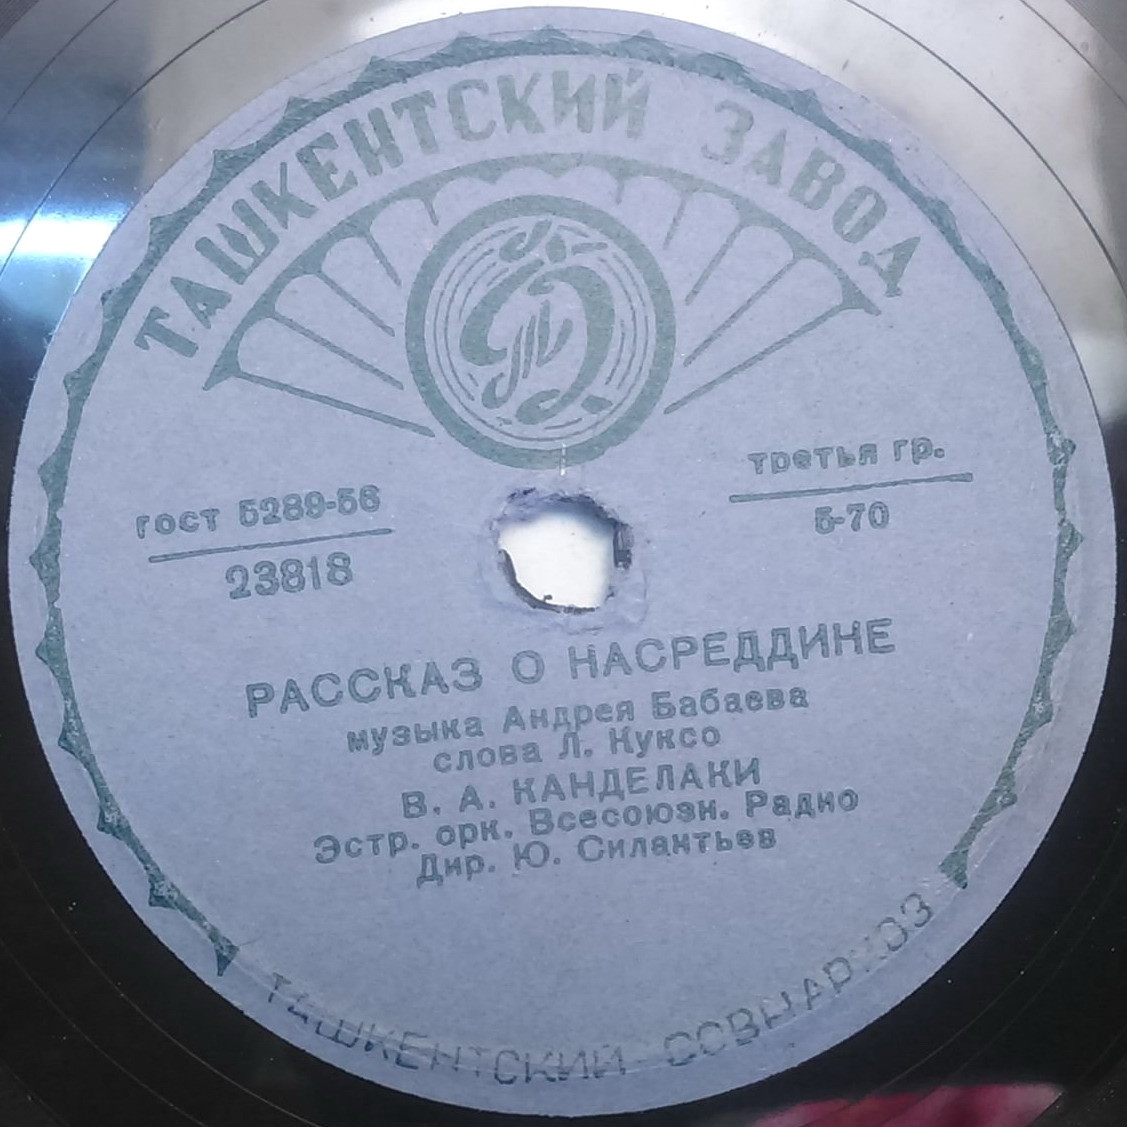 ТАШКЕНТСКИЙ ЗАВОД
гост 5289-56
23818
третья гр.
5-70
РАССКАЗ О НАСРЕДДИНЕ
музыка Андрея Бабаева
слова Л. Куксо
В. А. КАНДЕЛАКИ
Эстр. орк. Всесоюзн. Радио
Дир. Ю. Силантьев
ТАШКЕНТСКИЙ СОВНАРХОЗ